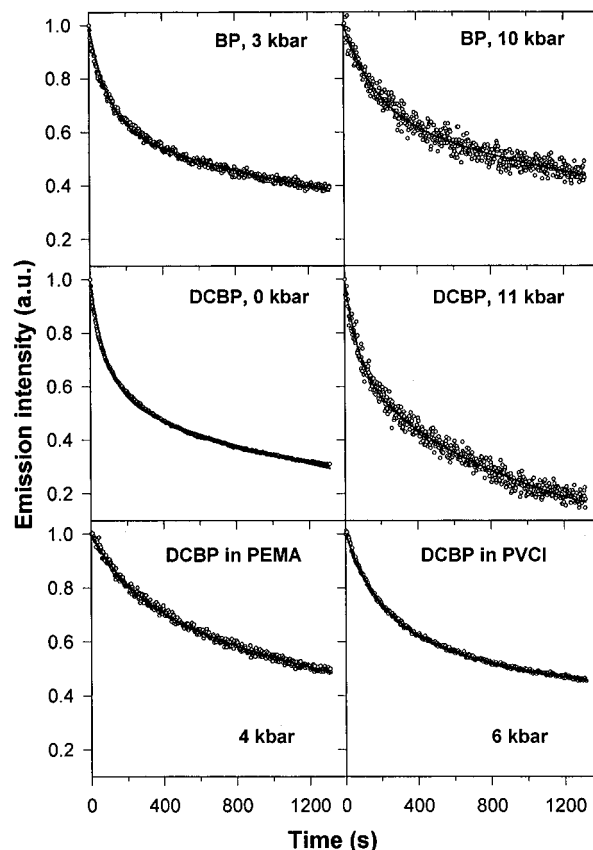 BP, 3 kbar
BP, 10 kbar
1.0
0.8
0.6
0.4
0.2
DCBP, 0 kbar
DCBP, 11 kbar
1.0
0.8
0.6
0.4
0.2
DCBP in PEMA
DCBP in PVCl
1.0
0.8
0.6
0.4
0.2
4 kbar
6 kbar
0 400 800 1200
0 400 800 1200
Emission intensity (a.u.)
Time (s)